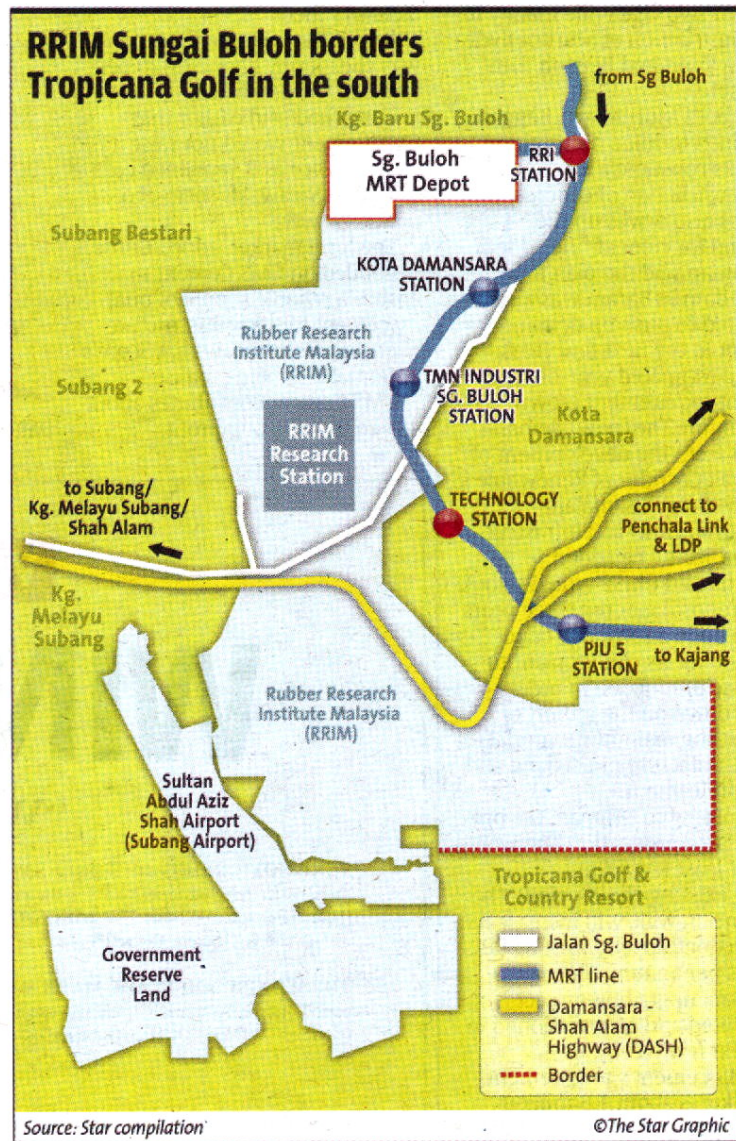 RRIM Sungai Buloh borders
Tropicana Golf in the south
from Sg Buloh
Kg. Baru Sg. Buloh
RRI
STATION
Sg. Buloh
MRT Depot
Subang Bestari
KOTA DAMANSARA
STATION
Rubber Research
Institute Malaysia
(RRIM)
TMN INDUSTRI
SG. BULOH
STATION
Subang 2
Kota
Damansara
RRIM
Research
Station
to Subang/
Kg. Melayu Subang/
Shah Alam
TECHNOLOGY
STATION
connect to
Penchala Link
& LDP
Kg.
Melayu
Subang
PJU 5
STATION
to Kajang
Rubber Research
Institute Malaysia
(RRIM)
Sultan
Abdul Aziz
Shah Airport
(Subang Airport)
Tropicana Golf &
Country Resort
Government
Reserve
Land
Jalan Sg. Buloh
MRT line
Damansara -
Shah Alam
Highway (DASH)
Border
Source: Star compilation
©The Star Graphic